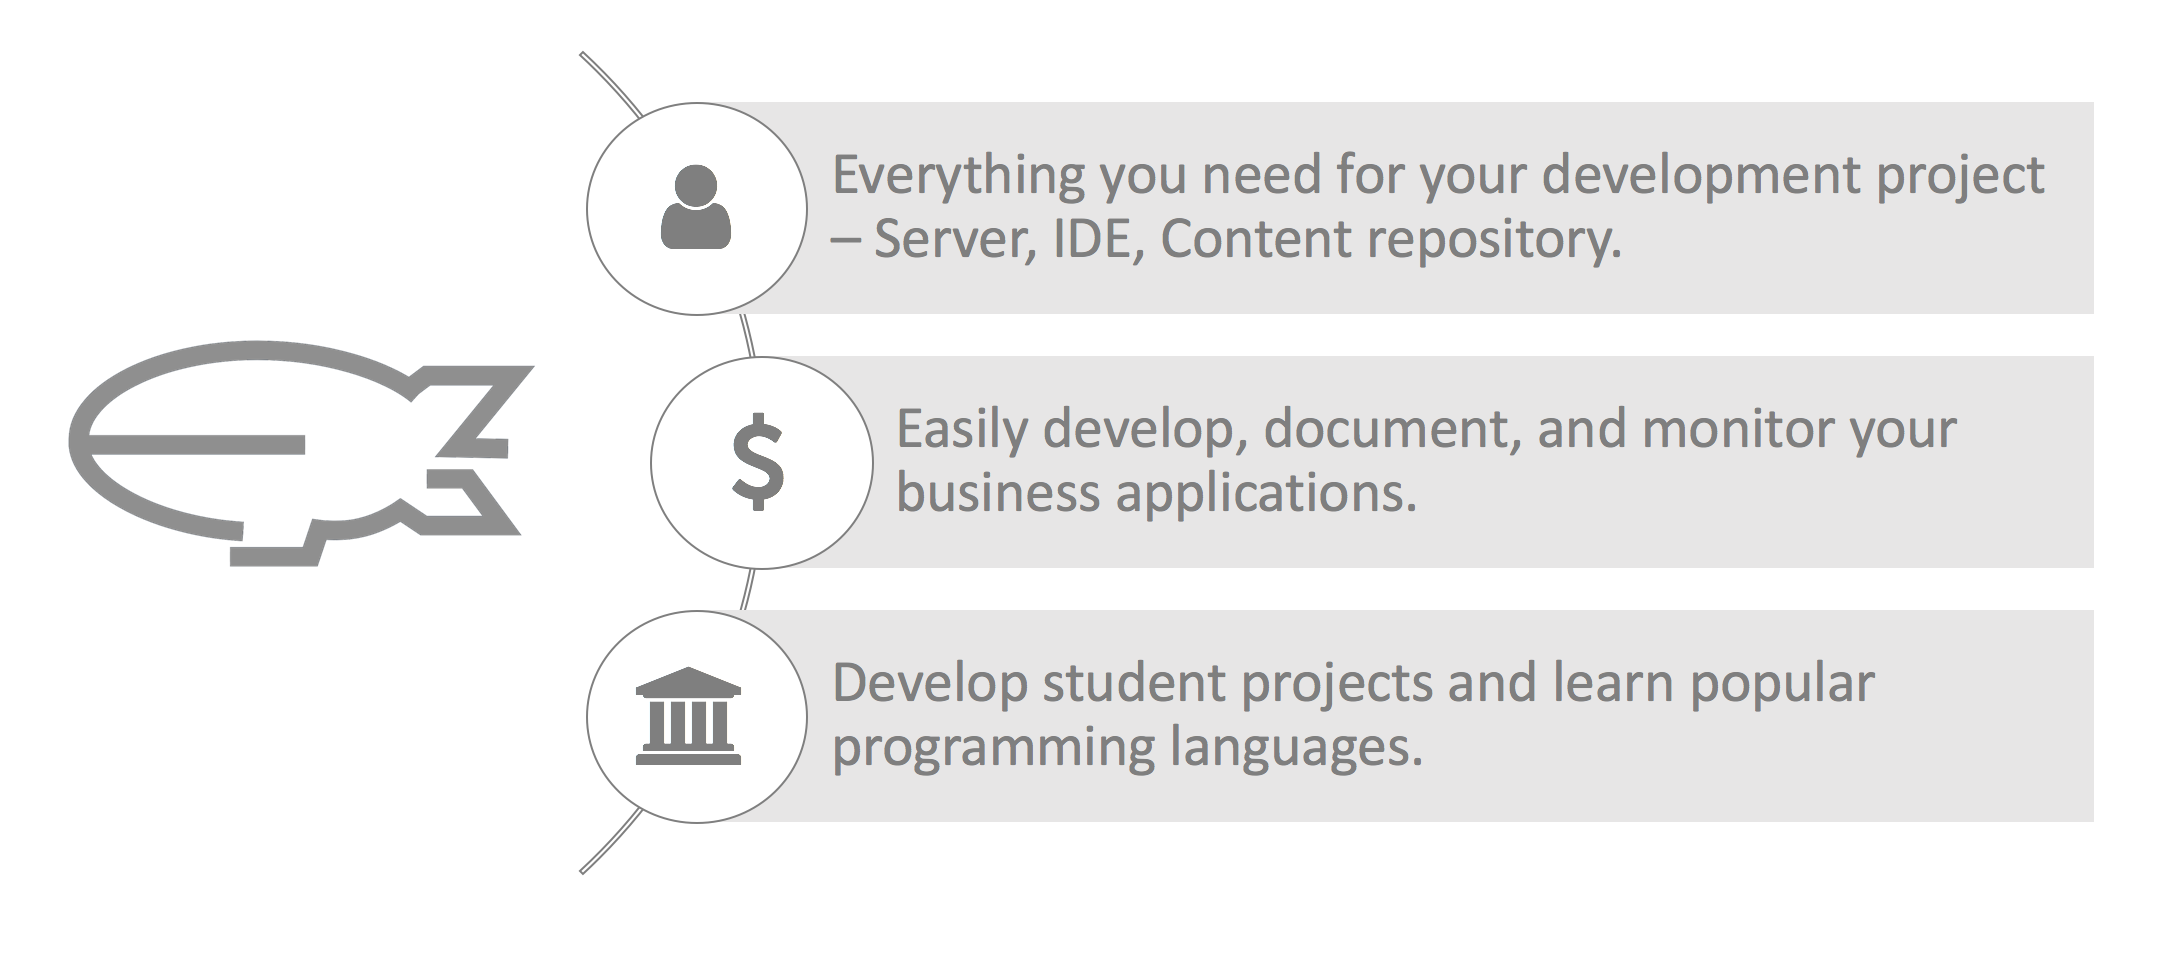 Everything you need for your development project
– Server, IDE, Content repository.
$
Easily develop, document, and monitor your
business applications.
Develop student projects and learn popular
programming languages.